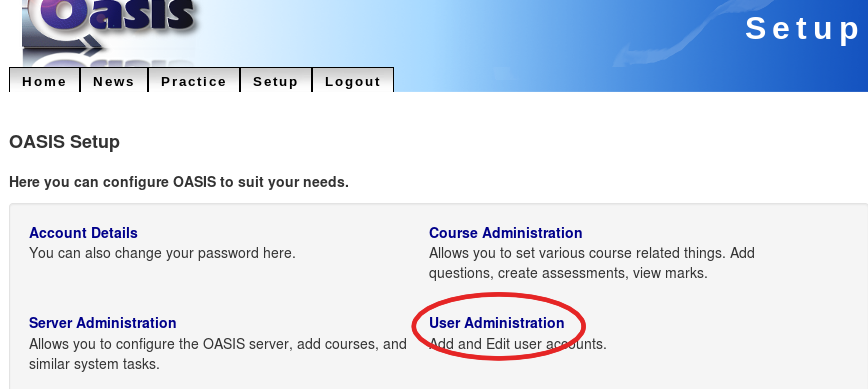 Oasis
Setup
Home News Practice Setup Logout
OASIS Setup
Here you can configure OASIS to suit your needs.
Account Details
You can also change your password here.
Course Administration
Allows you to set various course related things. Add
questions, create assessments, view marks.
Server Administration
Allows you to configure the OASIS server, add courses, and
similar system tasks.
User Administration
Add and Edit user accounts.